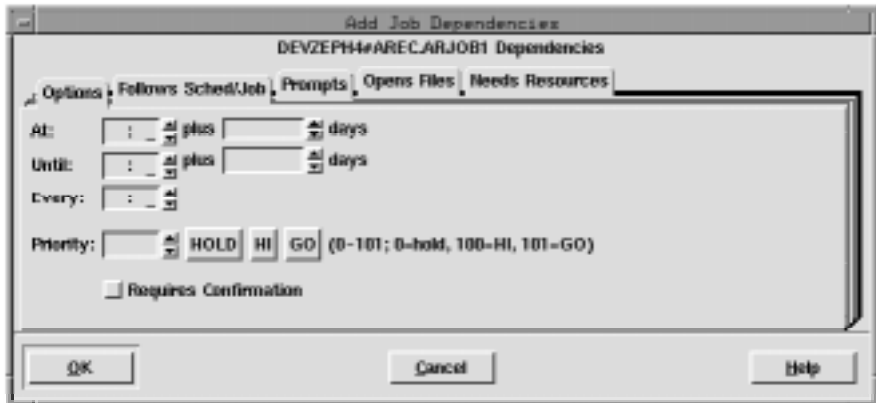 Add Job Dependencies
DEVZEPH4#AREC.ARJOB1 Dependencies
Options Follows Sched/Job Prompts Opens Files Needs Resources
At: : _ plus days
Until: : _ plus days
Every: : _
Priority: HOLD HI GO (0-101; 0=hold, 100=HI, 101=GO)
Requires Confirmation
OK Cancel Help